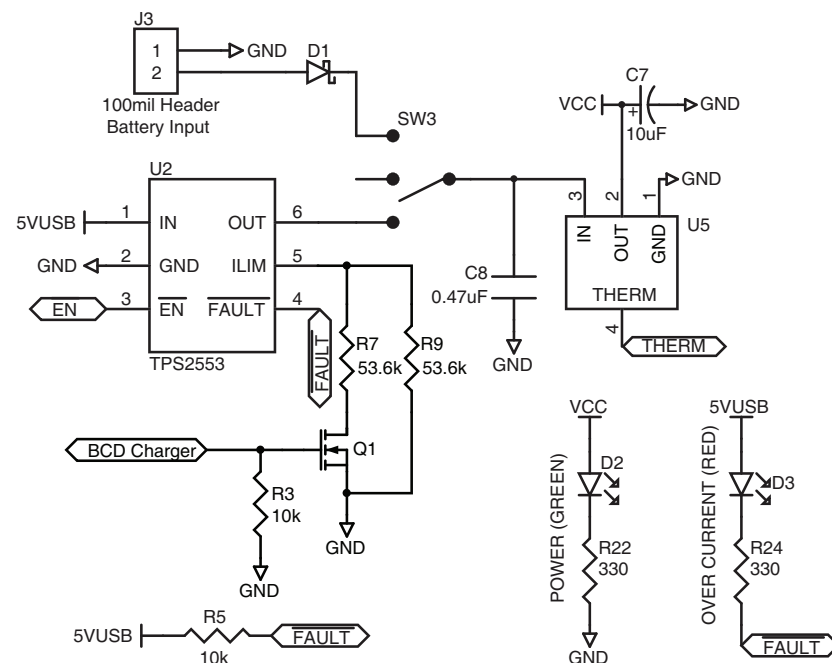 J3
1
2
GND
D1
100mil Header
Battery Input
SW3
C7
VCC
+
10uF
GND
U2
5VUSB
1
IN
OUT
6
GND
2
GND
ILIM
5
EN
3
EN
FAULT
4
TPS2553
FAULT
R7
53.6k
R9
53.6k
C8
0.47uF
GND
3
2
1
GND
IN
OUT
GND
U5
THERM
4
THERM
BCD Charger
Q1
R3
10k
GND
GND
VCC
D2
POWER (GREEN)
R22
330
GND
5VUSB
D3
OVER CURRENT (RED)
R24
330
FAULT
5VUSB
R5
10k
FAULT